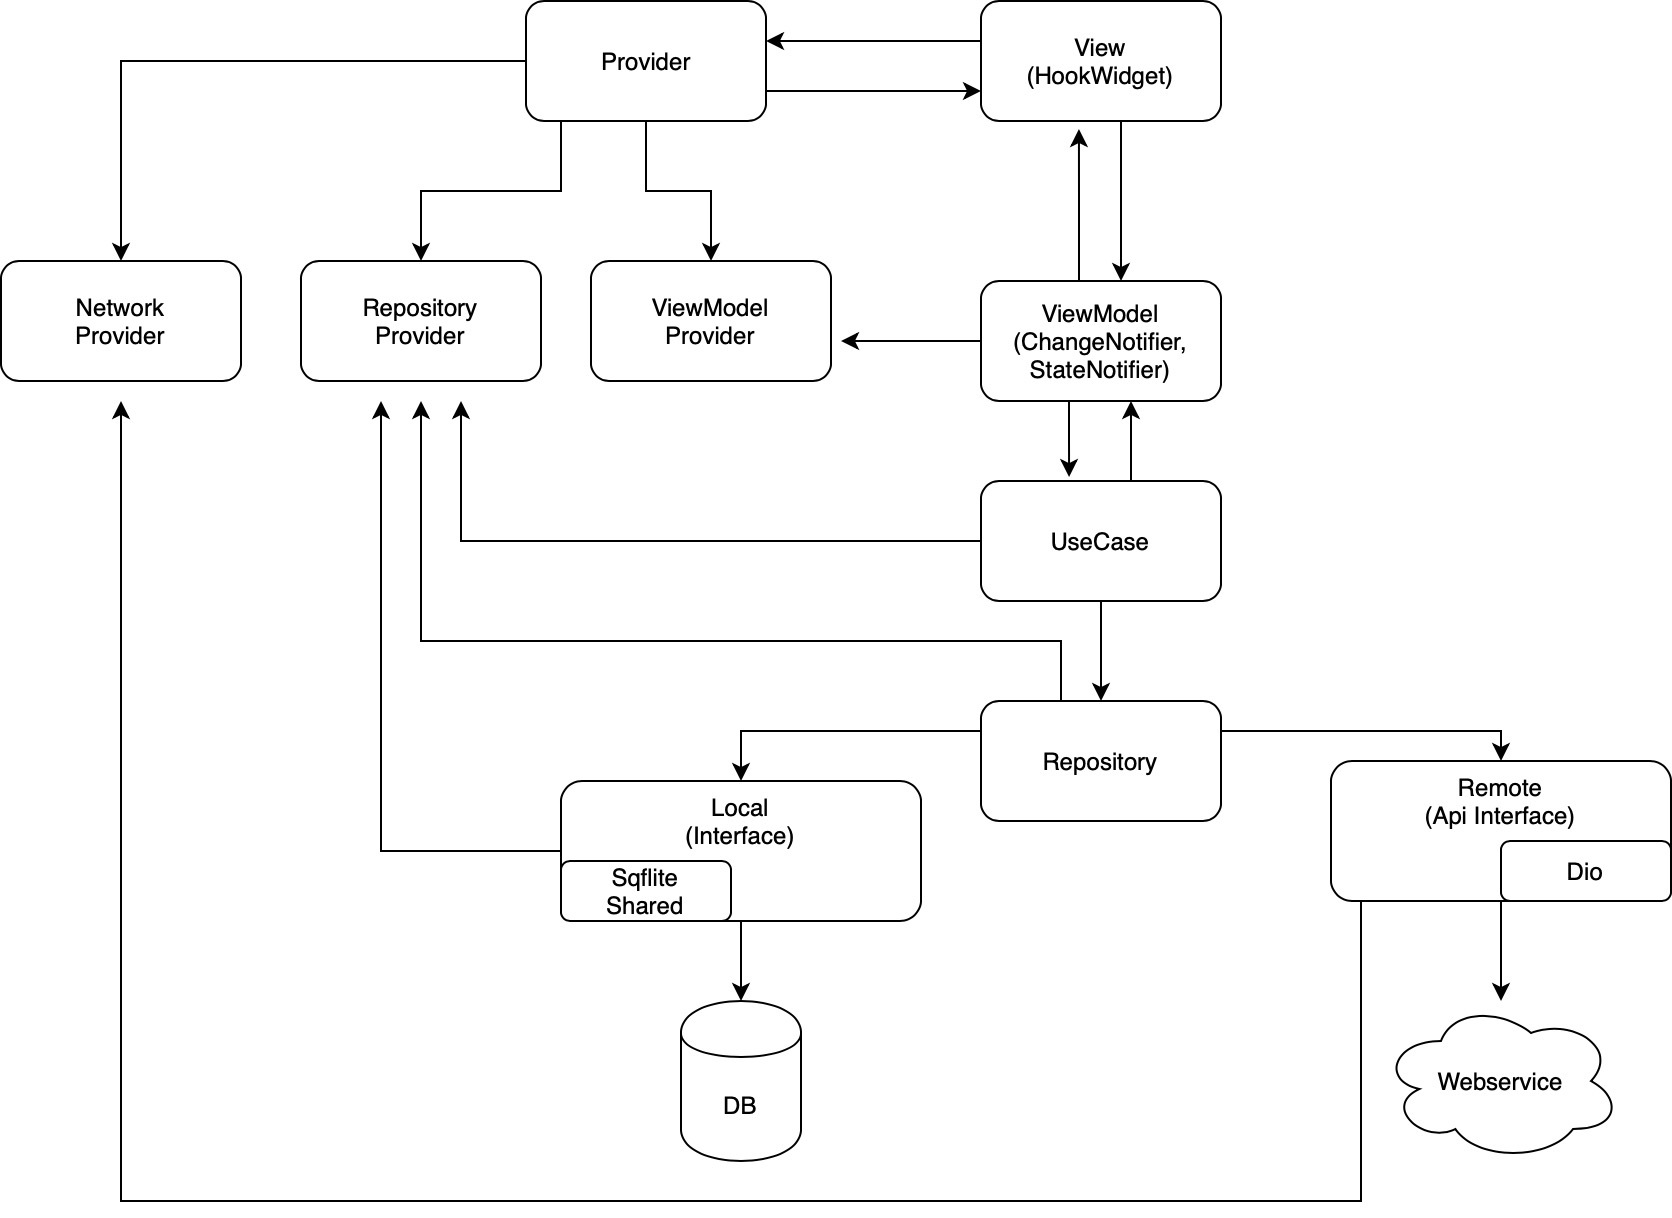 Provider
View
(HookWidget)
Network
Provider
Repository
Provider
ViewModel
Provider
ViewModel
(ChangeNotifier,
StateNotifier)
UseCase
Repository
Local
(Interface)
Sqflite
Shared
Remote
(Api Interface)
Dio
DB
Webservice